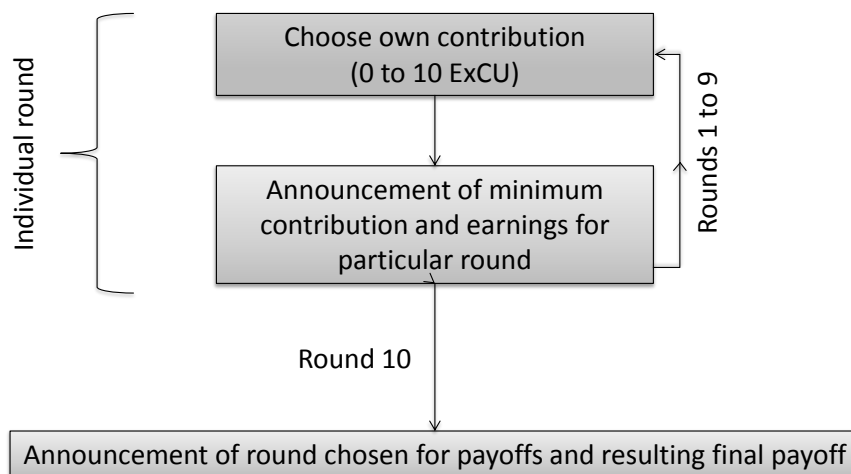 Choose own contribution
(0 to 10 ExCU)
Individual round
Rounds 1 to 9
Announcement of minimum
contribution and earnings for
particular round
Round 10
Announcement of round chosen for payoffs and resulting final payoff